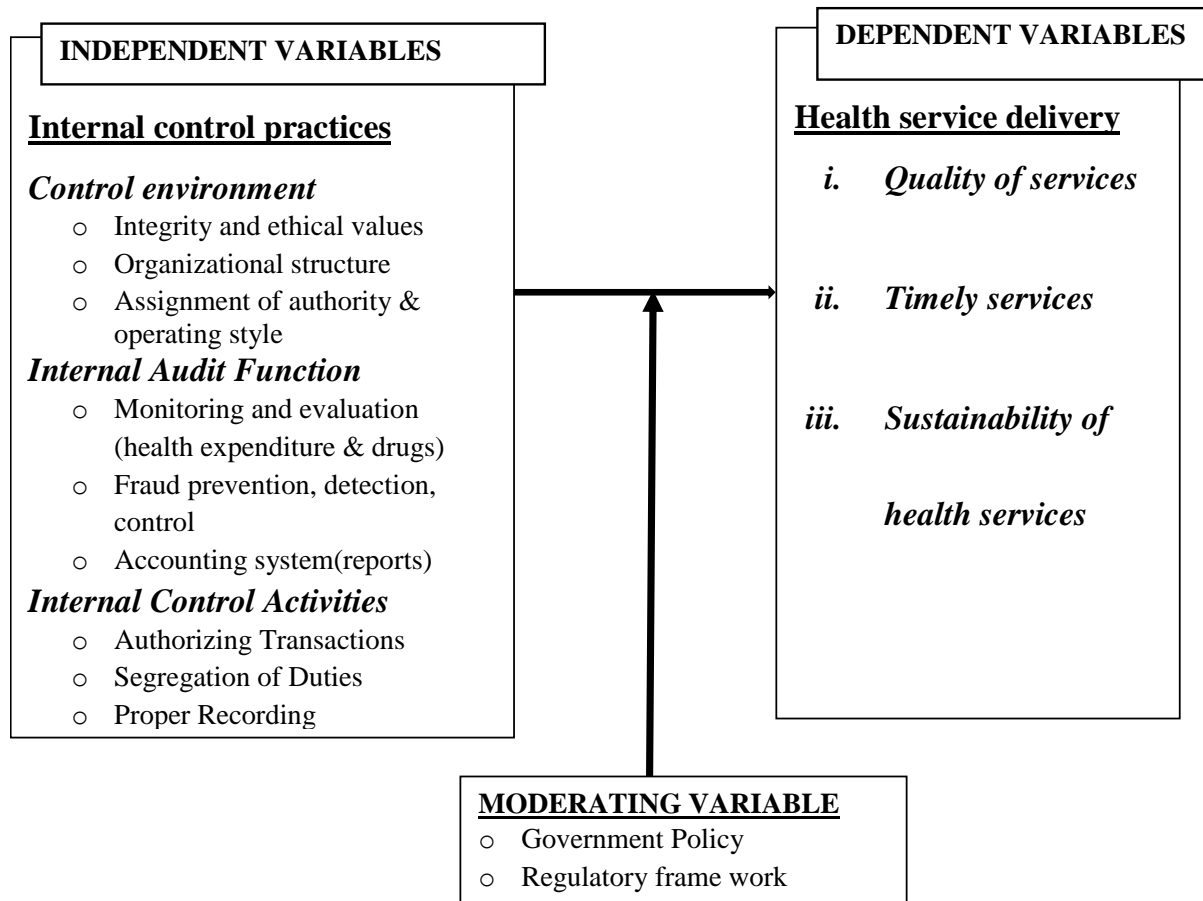 INDEPENDENT VARIABLES
Internal control practices
Control environment
o Integrity and ethical values
o Organizational structure
o Assignment of authority &
operating style
Internal Audit Function
o Monitoring and evaluation
(health expenditure & drugs)
o Fraud prevention, detection,
control
o Accounting system(reports)
Internal Control Activities
o Authorizing Transactions
o Segregation of Duties
o Proper Recording
DEPENDENT VARIABLES
Health service delivery
i. Quality of services
ii. Timely services
iii. Sustainability of
health services
MODERATING VARIABLE
o Government Policy
o Regulatory frame work